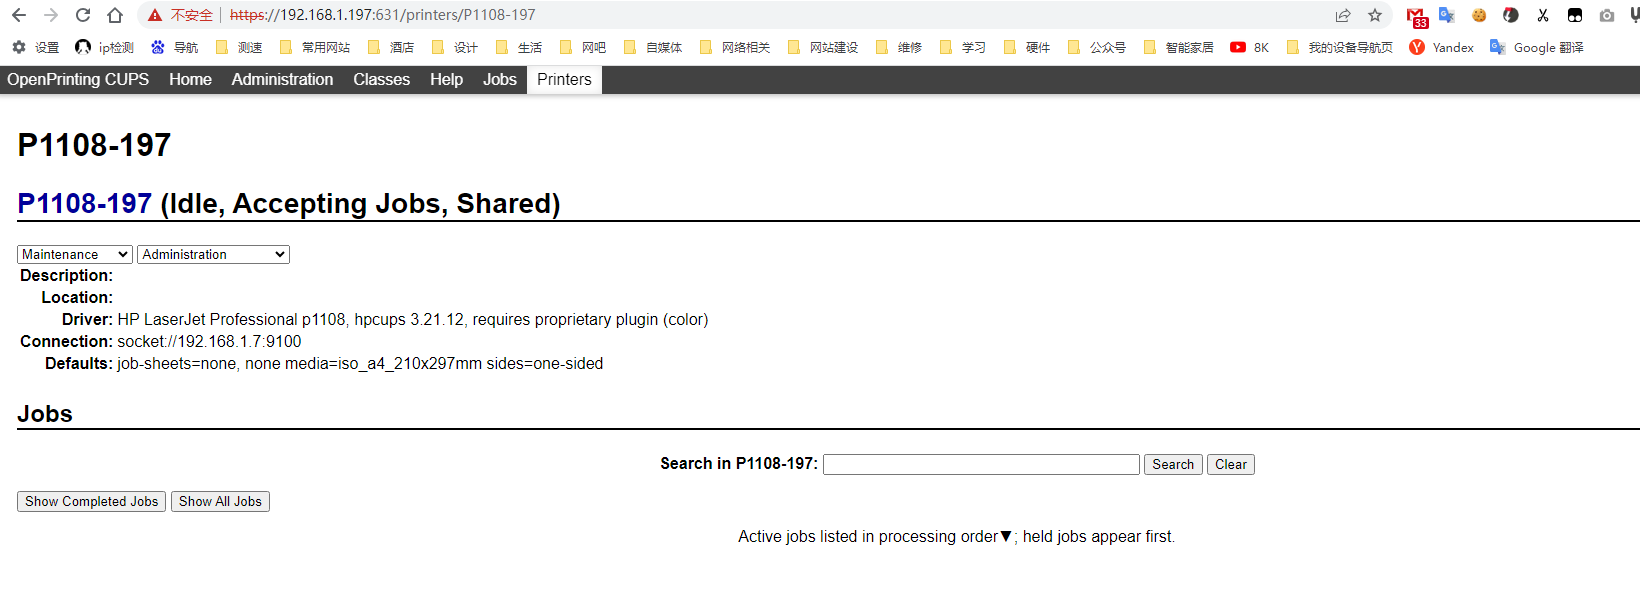 不安全 https://192.168.1.197:631/printers/P1108-197 33
设置 ip检测 导航 测速 常用网站 酒店 设计 生活 网吧 自媒体 网络相关 网站建设 维修 学习 硬件 公众号 智能家居 8K 我的设备导航页 Yandex Google 翻译
OpenPrinting CUPS Home Administration Classes Help Jobs Printers
P1108-197
P1108-197 (Idle, Accepting Jobs, Shared)
Maintenance Administration
Description:
Location:
Driver: HP LaserJet Professional p1108, hpcups 3.21.12, requires proprietary plugin (color)
Connection: socket://192.168.1.7:9100
Defaults: job-sheets=none, none media=iso_a4_210x297mm sides=one-sided
Jobs
Search in P1108-197: Search Clear
Show Completed Jobs Show All Jobs
Active jobs listed in processing order▼; held jobs appear first.